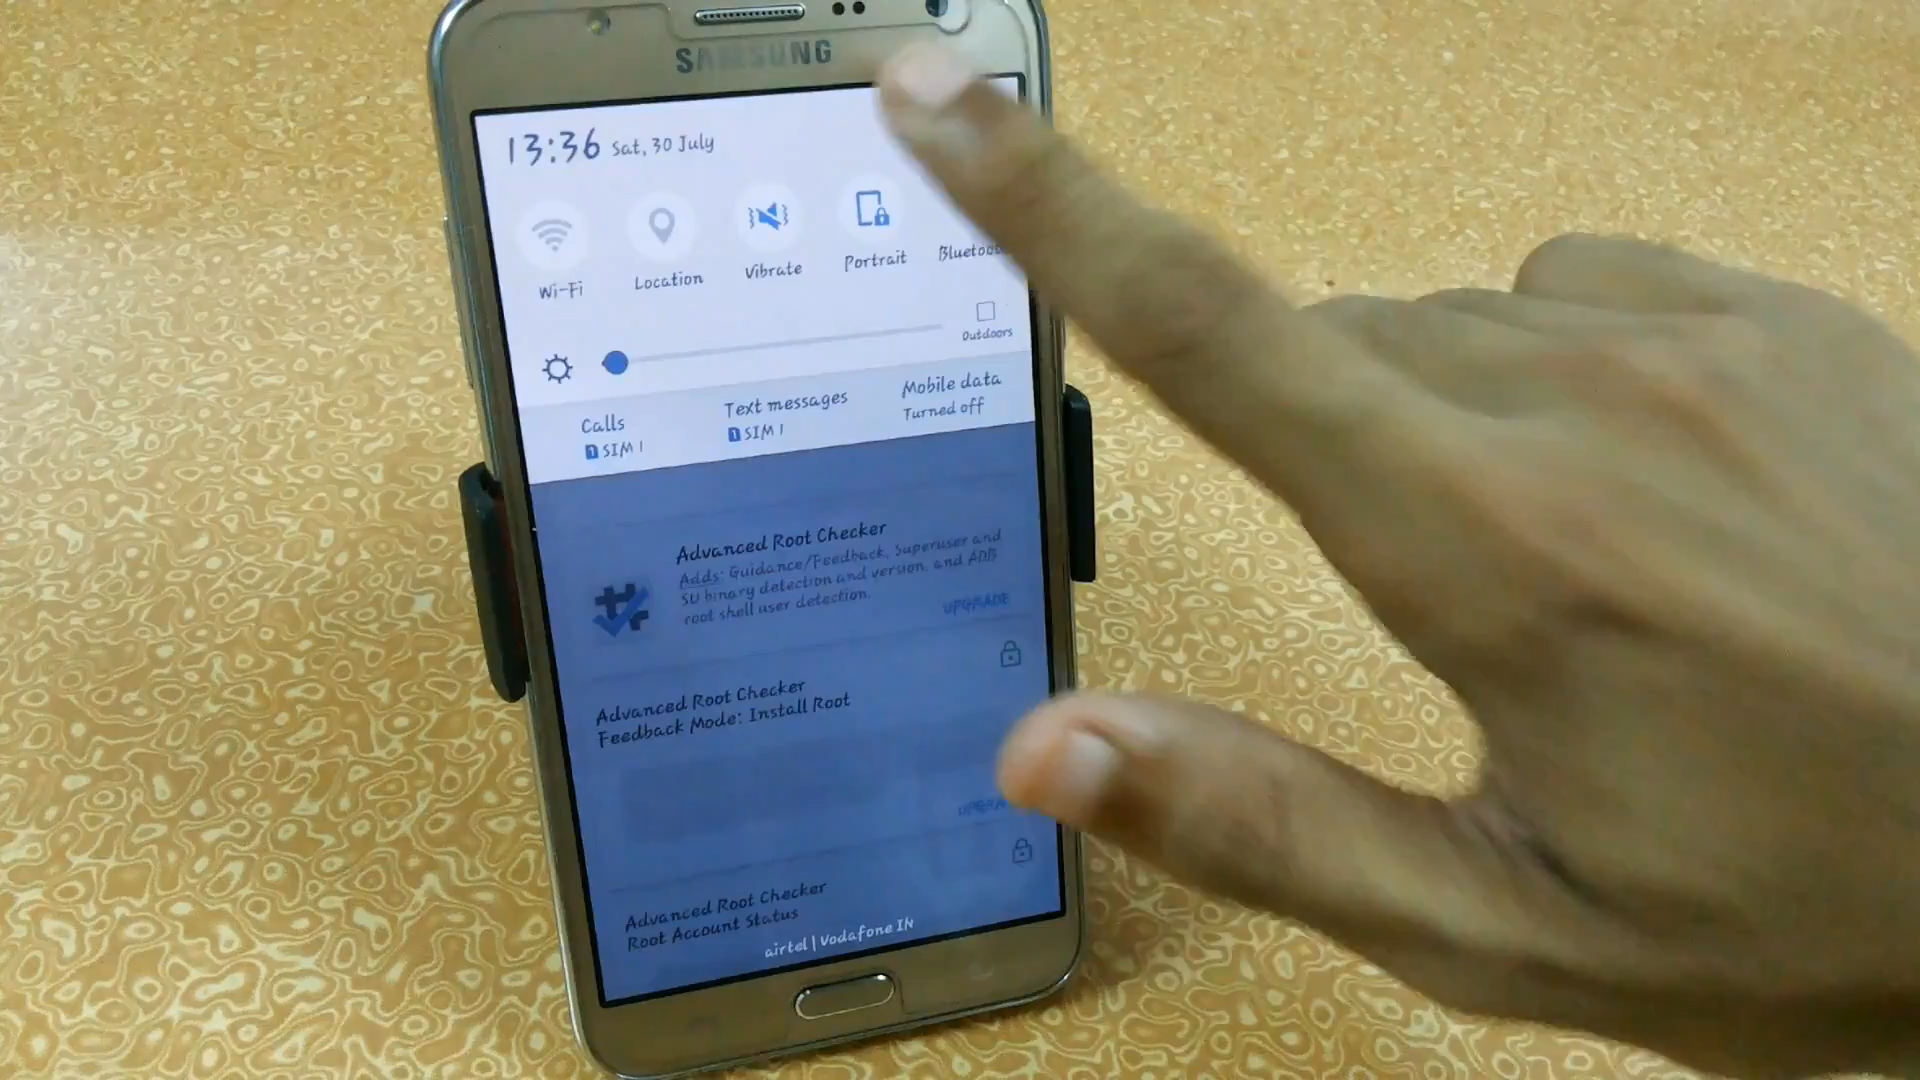 SAMSUNG
13:36 Sat, 30 July
Wi-Fi
Location
Vibrate
Portrait
Outdoors
Calls
1 SIM 1
Text messages
1 SIM 1
Mobile data
Turned off
Advanced Root Checker
Adds: Guidance/Feedback, Superuser and
SU binary detection and version, and ADB
root shell user detection.
UPGRADE
Advanced Root Checker
Feedback Mode: Install Root
Advanced Root Checker
Root Account Status
airtel | Vodafone IN